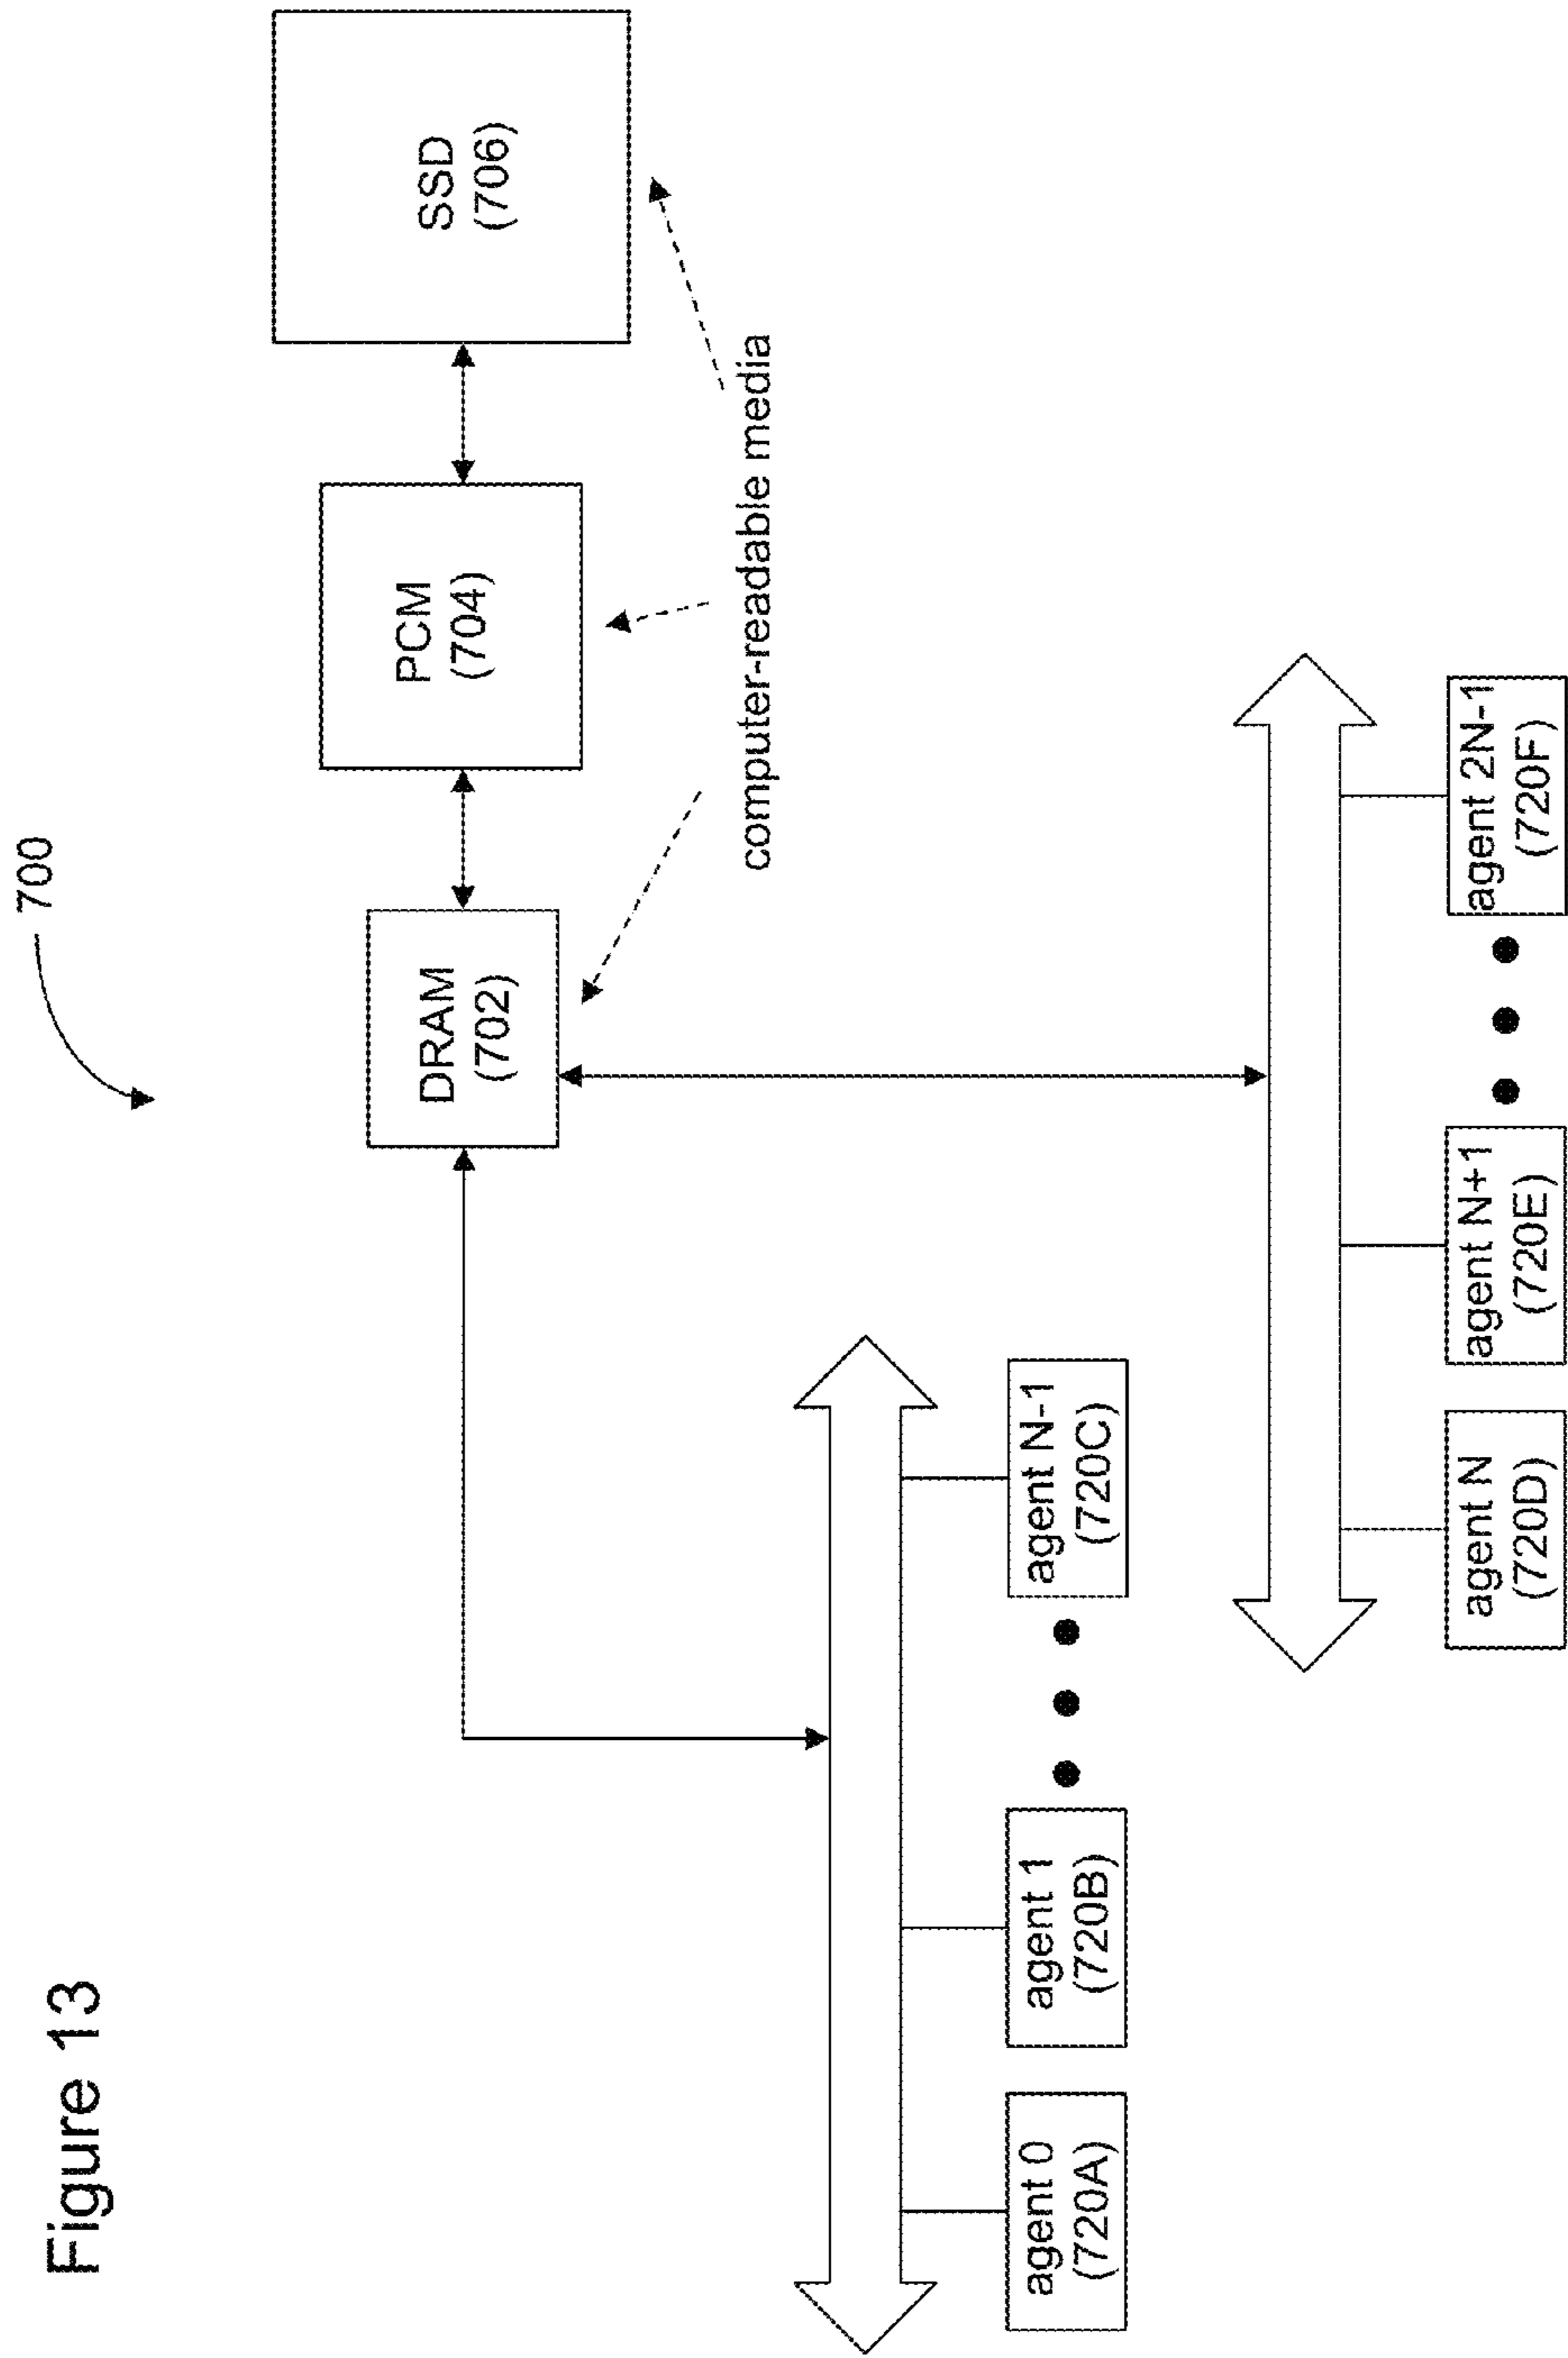 Figure 13
700
DRAM
(702)
PCM
(704)
SSD
(706)
computer-readable media
agent 0
(720A)
agent 1
(720B)
agent N-1
(720C)
agent N
(720D)
agent N+1
(720E)
agent 2N-1
(720F)